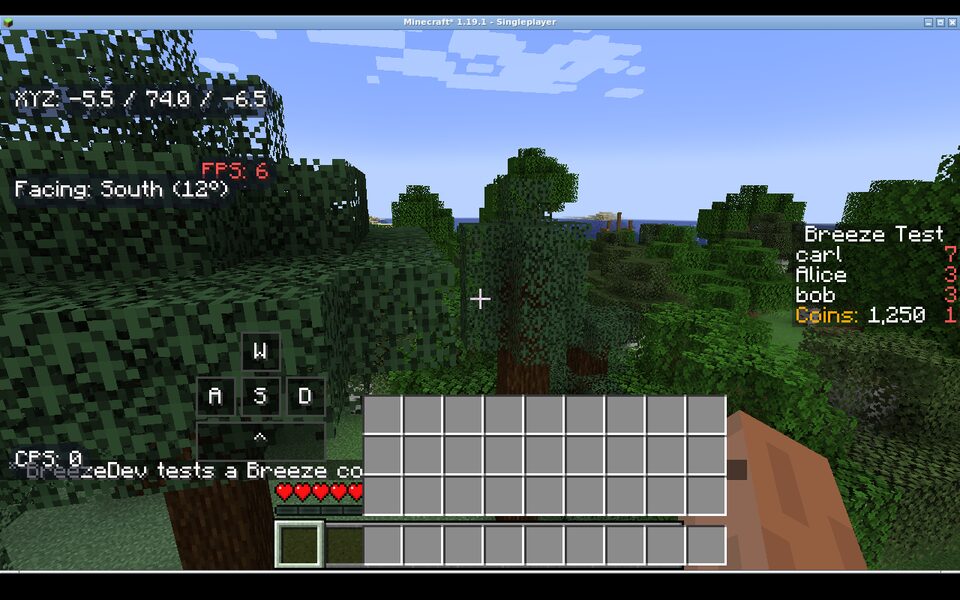 Minecraft* 1.19.1 - Singleplayer
XYZ: -5.5 / 74.0 / -6.5
FPS: 6
Facing: South (12°)
Breeze Test
carl 7
Alice 3
bob 3
Coins: 1,250 1
W
A S D
^
CPS: 0
BreezeDev tests a Breeze co